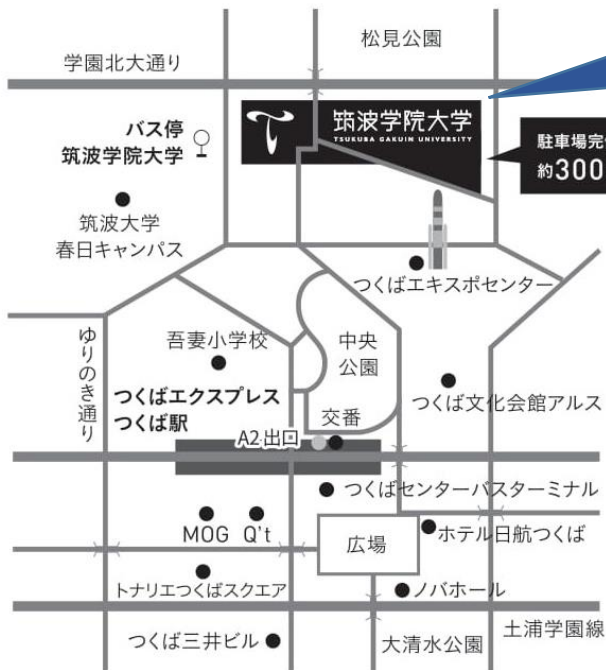 松見公園
学園北大通り
筑波学院大学
TSUKUBA GAKUIN UNIVERSITY
バス停
筑波学院大学
駐車場完
約300
筑波大学
春日キャンパス
つくばエキスポセンター
ゆりのき通り
吾妻小学校
中央
公園
つくばエクスプレス
つくば駅
つくば文化会館アルス
交番
A2出口
つくばセンターバスターミナル
MOG Q't
広場
ホテル日航つくば
トナリエつくばスクエア
ノバホール
土浦学園線
つくば三井ビル
大清水公園